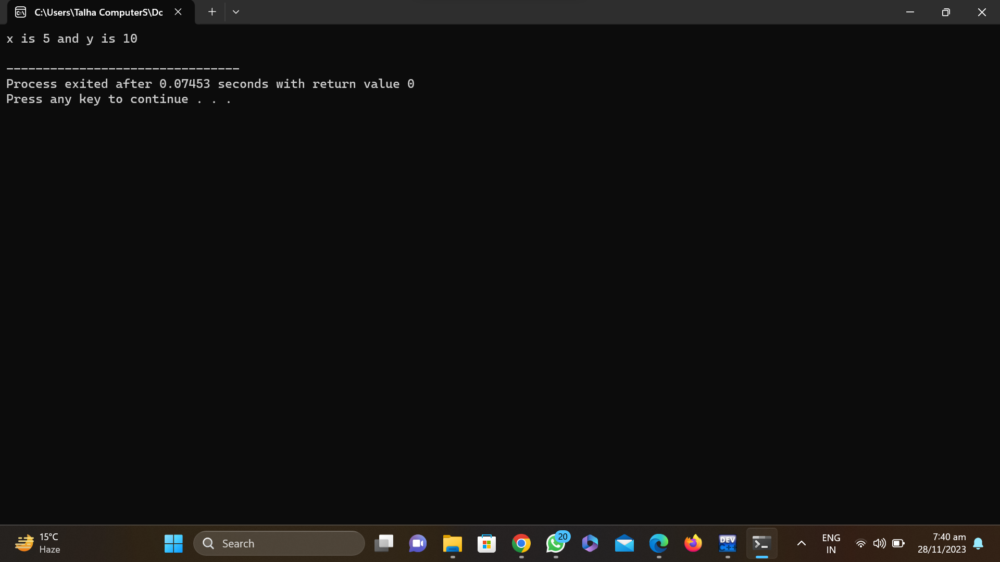 C:\Users\Talha ComputerS\Dc
x is 5 and y is 10
--------------------------------
Process exited after 0.07453 seconds with return value 0
Press any key to continue . . .
15°C
Haze
Search
20
DEV
C++
ENG
IN
7:40 am
28/11/2023